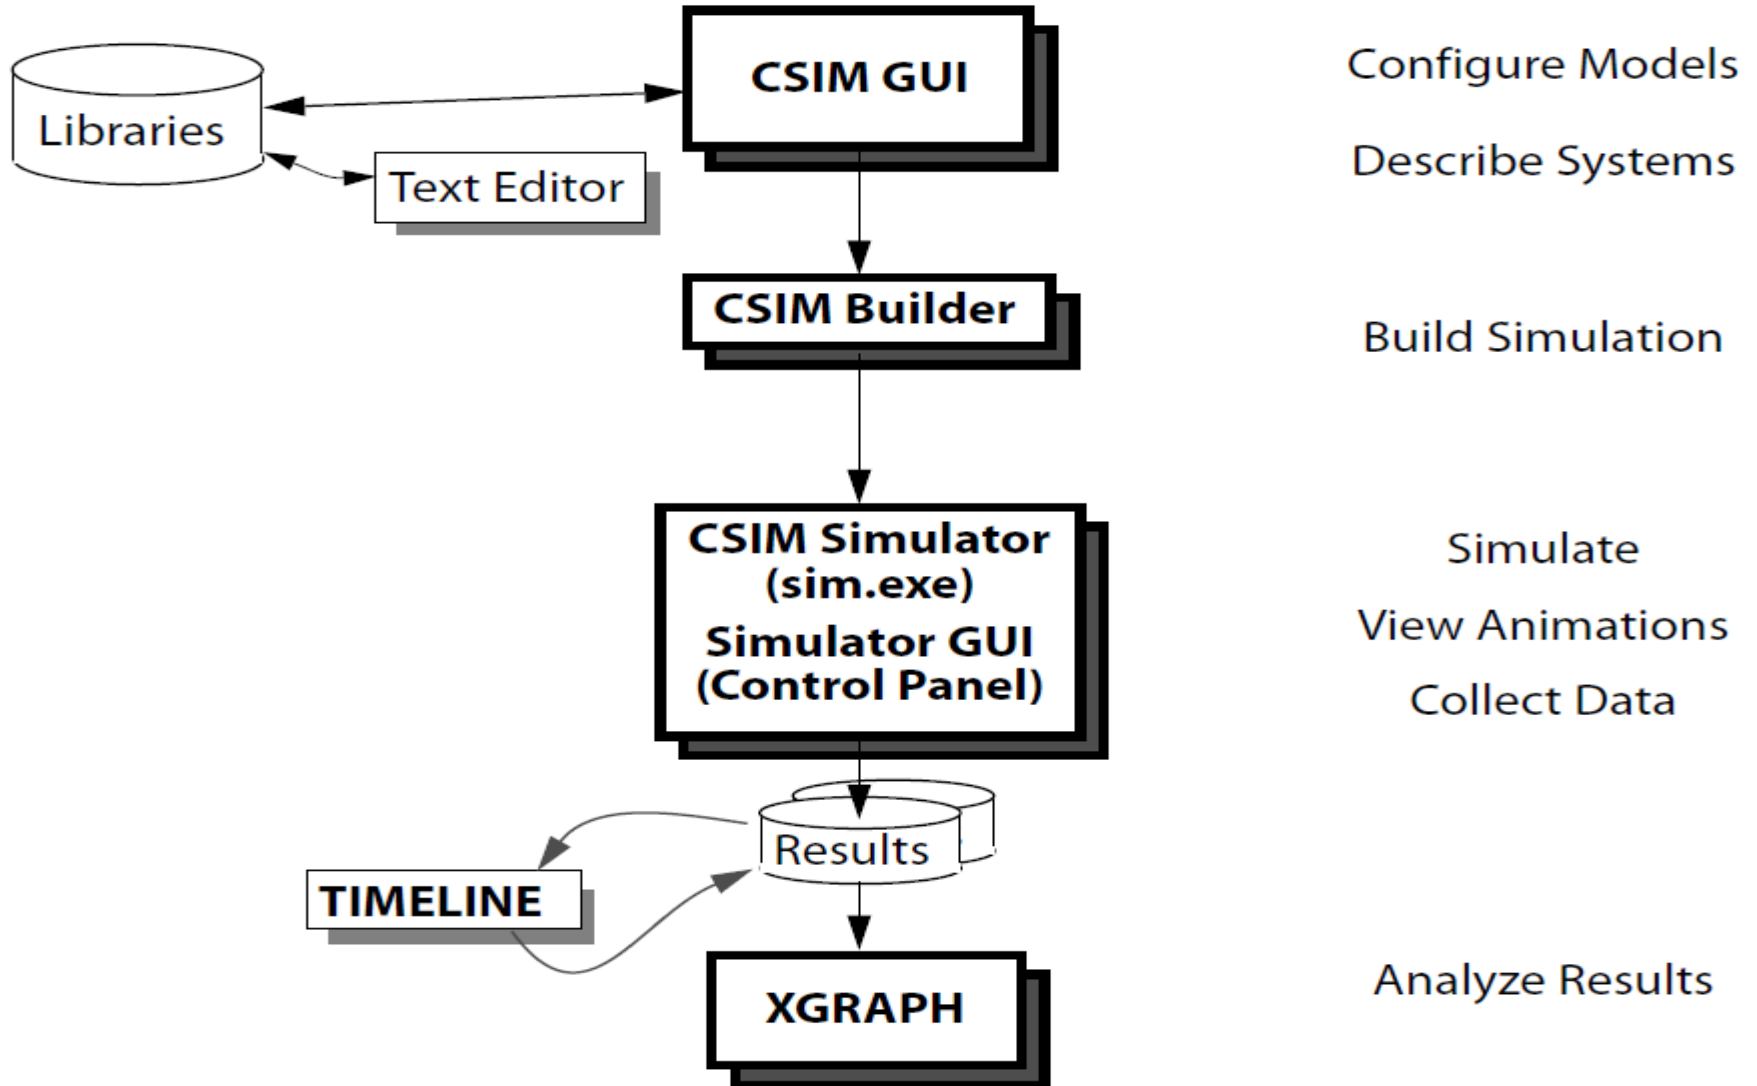 CSIM GUI
Configure Models
Libraries
Describe Systems
Text Editor
CSIM Builder
Build Simulation
CSIM Simulator
(sim.exe)
Simulator GUI
(Control Panel)
Simulate
View Animations
Collect Data
Results
TIMELINE
XGRAPH
Analyze Results